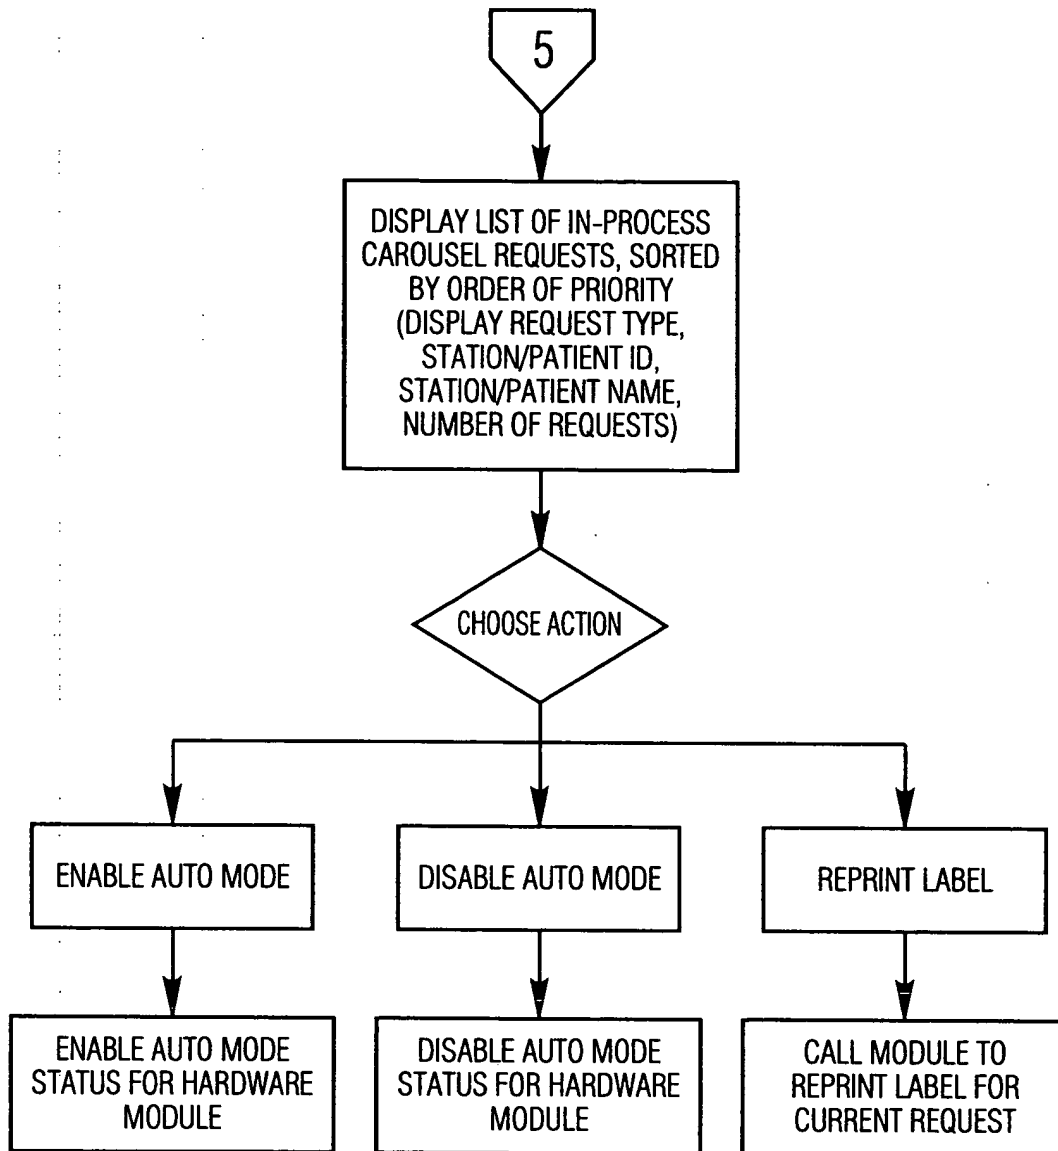 5
DISPLAY LIST OF IN-PROCESS
CAROUSEL REQUESTS, SORTED
BY ORDER OF PRIORITY
(DISPLAY REQUEST TYPE,
STATION/PATIENT ID,
STATION/PATIENT NAME,
NUMBER OF REQUESTS)
CHOOSE ACTION
ENABLE AUTO MODE
DISABLE AUTO MODE
REPRINT LABEL
ENABLE AUTO MODE
STATUS FOR HARDWARE
MODULE
DISABLE AUTO MODE
STATUS FOR HARDWARE
MODULE
CALL MODULE TO
REPRINT LABEL FOR
CURRENT REQUEST